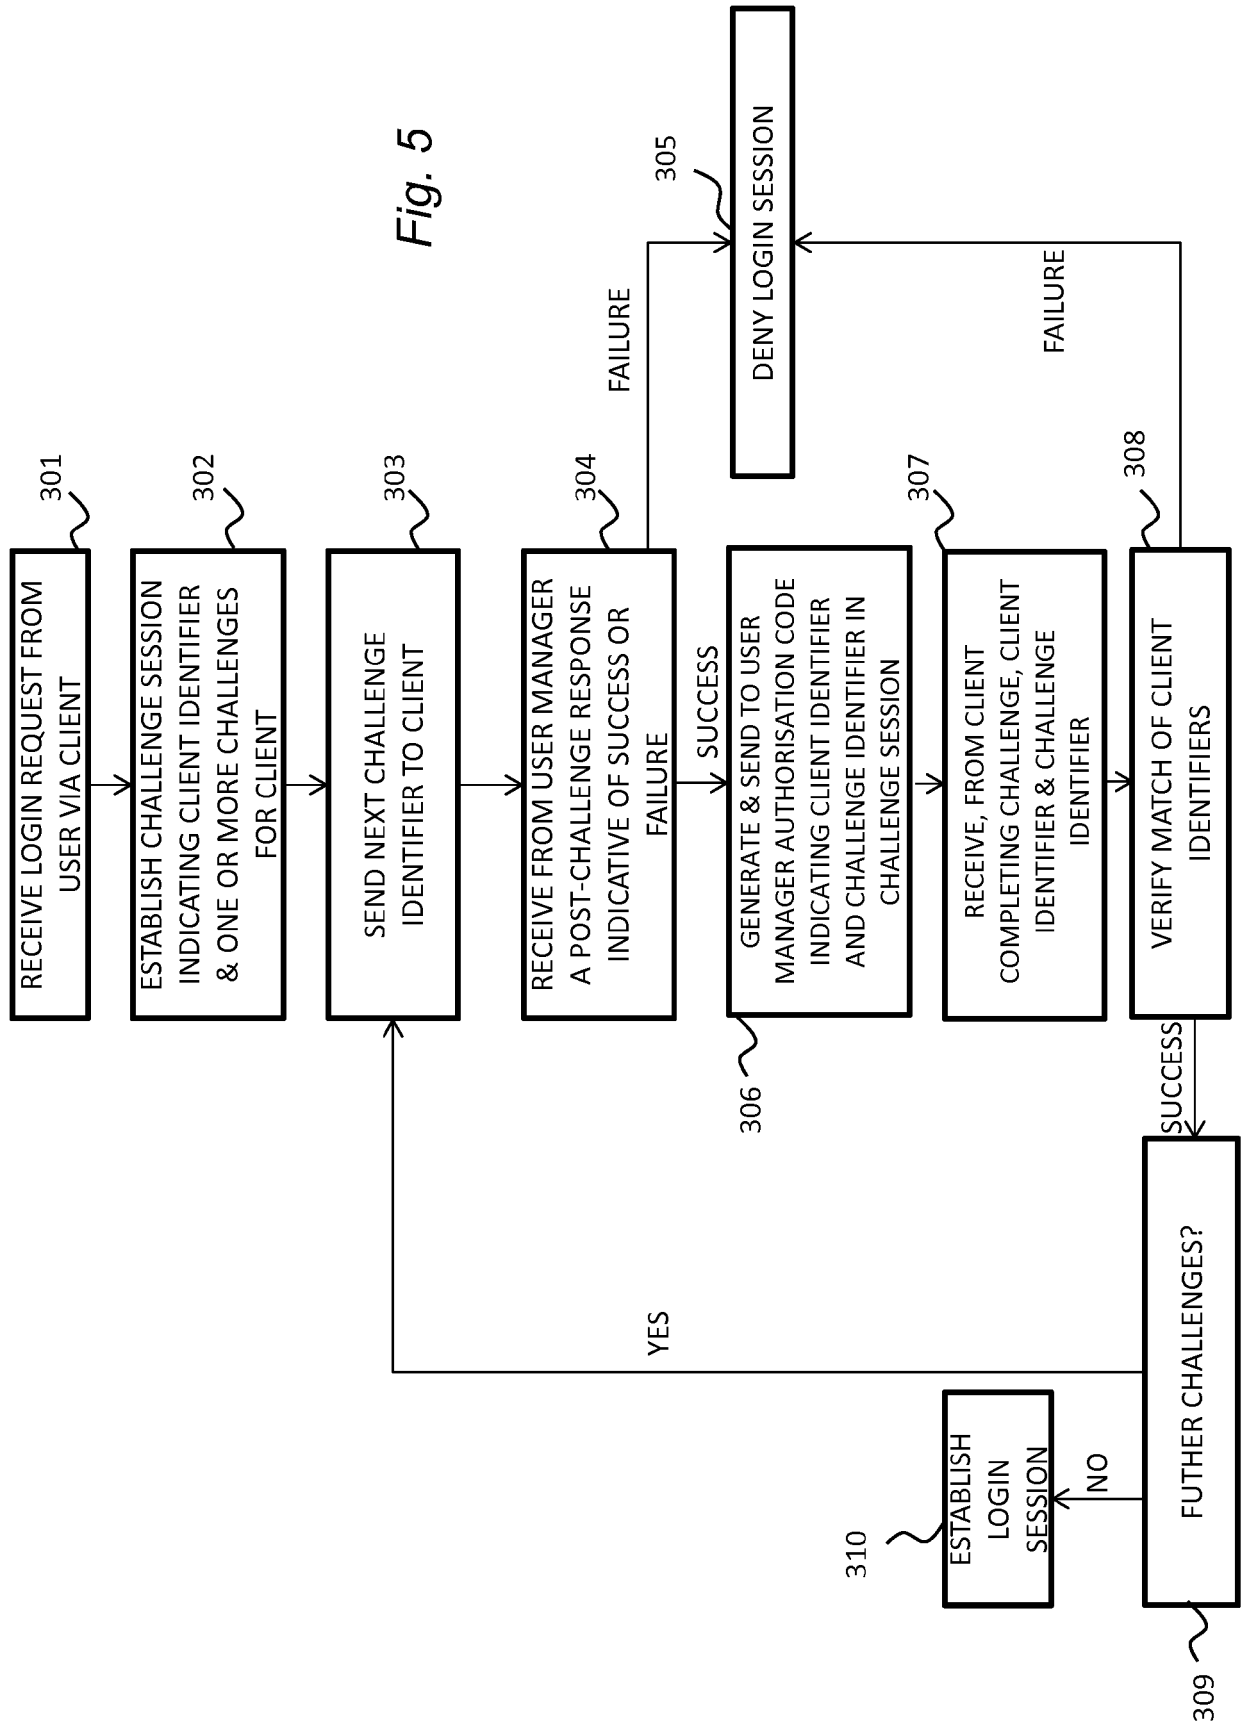 RECEIVE LOGIN REQUEST FROM
USER VIA CLIENT
301
ESTABLISH CHALLENGE SESSION
INDICATING CLIENT IDENTIFIER
& ONE OR MORE CHALLENGES
FOR CLIENT
302
SEND NEXT CHALLENGE
IDENTIFIER TO CLIENT
303
RECEIVE FROM USER MANAGER
A POST-CHALLENGE RESPONSE
INDICATIVE OF SUCCESS OR
FAILURE
304
FAILURE
DENY LOGIN SESSION
305
SUCCESS
GENERATE & SEND TO USER
MANAGER AUTHORISATION CODE
INDICATING CLIENT IDENTIFIER
AND CHALLENGE IDENTIFIER IN
CHALLENGE SESSION
306
RECEIVE, FROM CLIENT
COMPLETING CHALLENGE, CLIENT
IDENTIFIER & CHALLENGE
IDENTIFIER
307
VERIFY MATCH OF CLIENT
IDENTIFIERS
308
FAILURE
SUCCESS
FUTHER CHALLENGES?
309
YES
NO
ESTABLISH
LOGIN
SESSION
310
Fig. 5